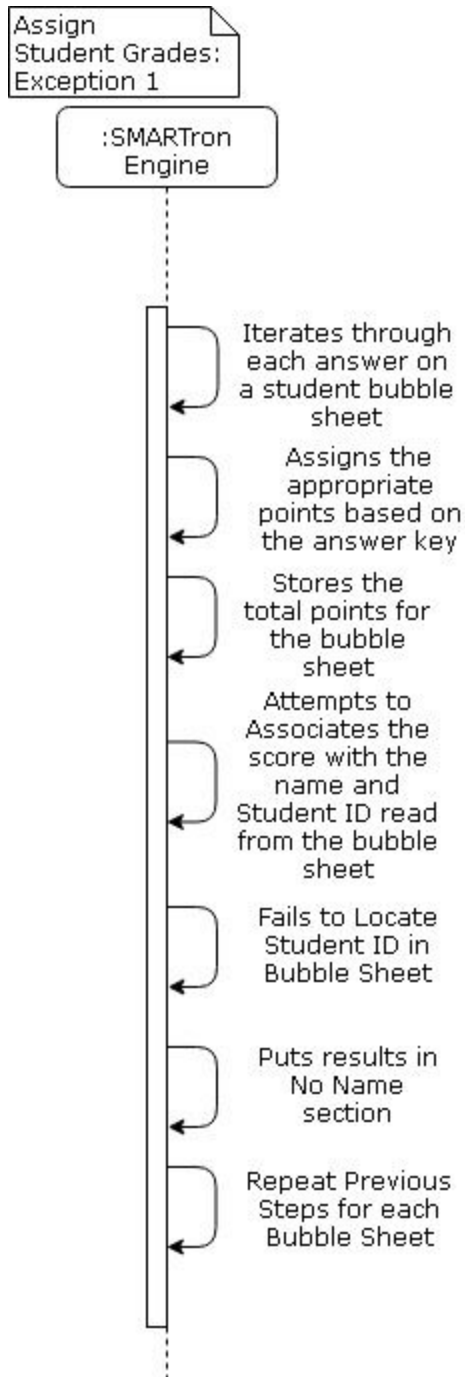 Assign
Student Grades:
Exception 1
:SMARTron
Engine
Iterates through
each answer on
a student bubble
sheet
Assigns the
appropriate
points based on
the answer key
Stores the
total points for
the bubble
sheet
Attempts to
Associates the
score with the
name and
Student ID read
from the bubble
sheet
Fails to Locate
Student ID in
Bubble Sheet
Puts results in
No Name
section
Repeat Previous
Steps for each
Bubble Sheet